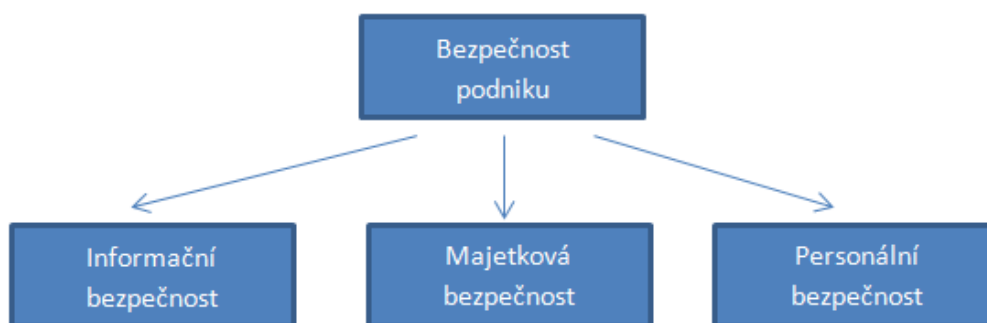 Bezpečnost
podniku
Informační
bezpečnost
Majetková
bezpečnost
Personální
bezpečnost